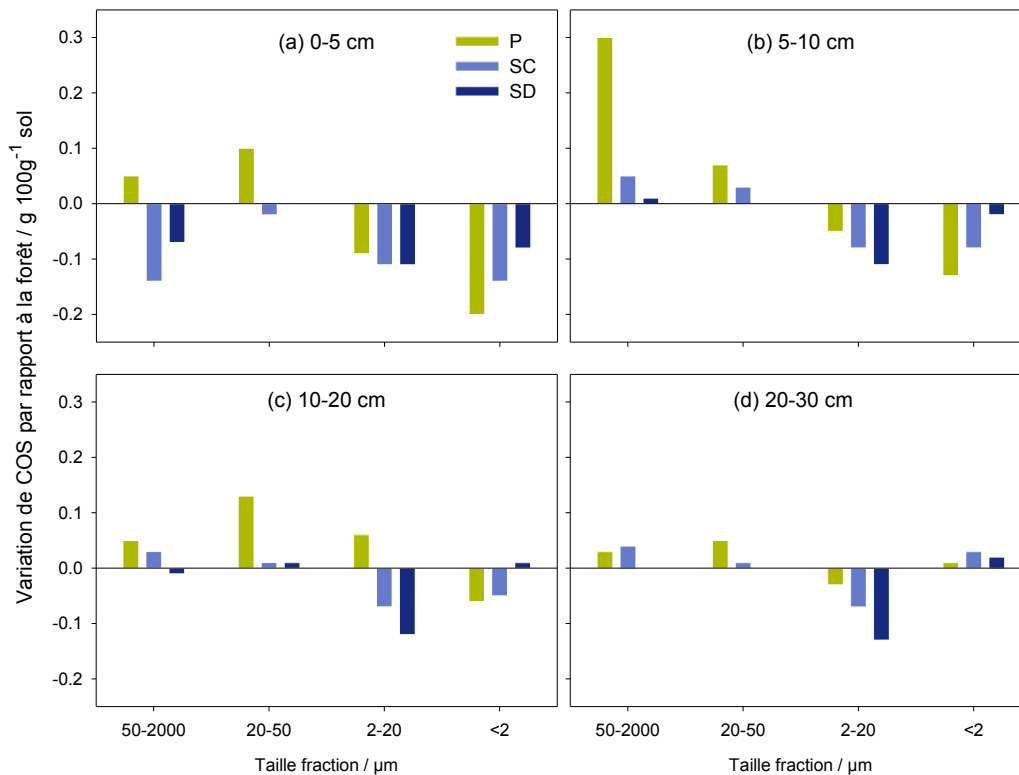 Variation de COS par rapport à la forêt / g 100g⁻¹ sol
(a) 0-5 cm
P
SC
SD
0.3
0.2
0.1
0.0
-0.1
-0.2
(b) 5-10 cm
(c) 10-20 cm
0.3
0.2
0.1
0.0
-0.1
-0.2
(d) 20-30 cm
50-2000 20-50 2-20 <2
50-2000 20-50 2-20 <2
Taille fraction / µm
Taille fraction / µm